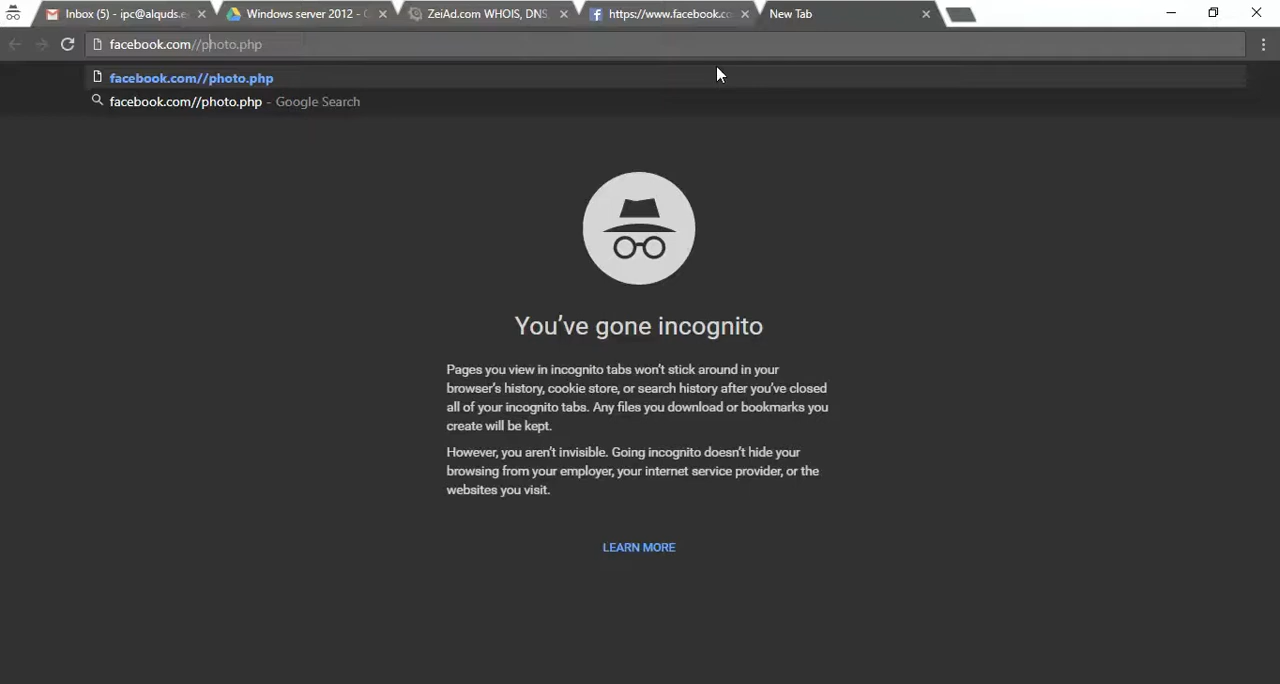 Inbox (5) - ipc@alquds.e
Windows server 2012 -
ZeiAd.com WHOIS, DNS,
https://www.facebook.co
New Tab
facebook.com//photo.php
facebook.com//photo.php
facebook.com//photo.php - Google Search
You've gone incognito
Pages you view in incognito tabs won't stick around in your
browser's history, cookie store, or search history after you've closed
all of your incognito tabs. Any files you download or bookmarks you
create will be kept.
However, you aren't invisible. Going incognito doesn't hide your
browsing from your employer, your internet service provider, or the
websites you visit.
LEARN MORE